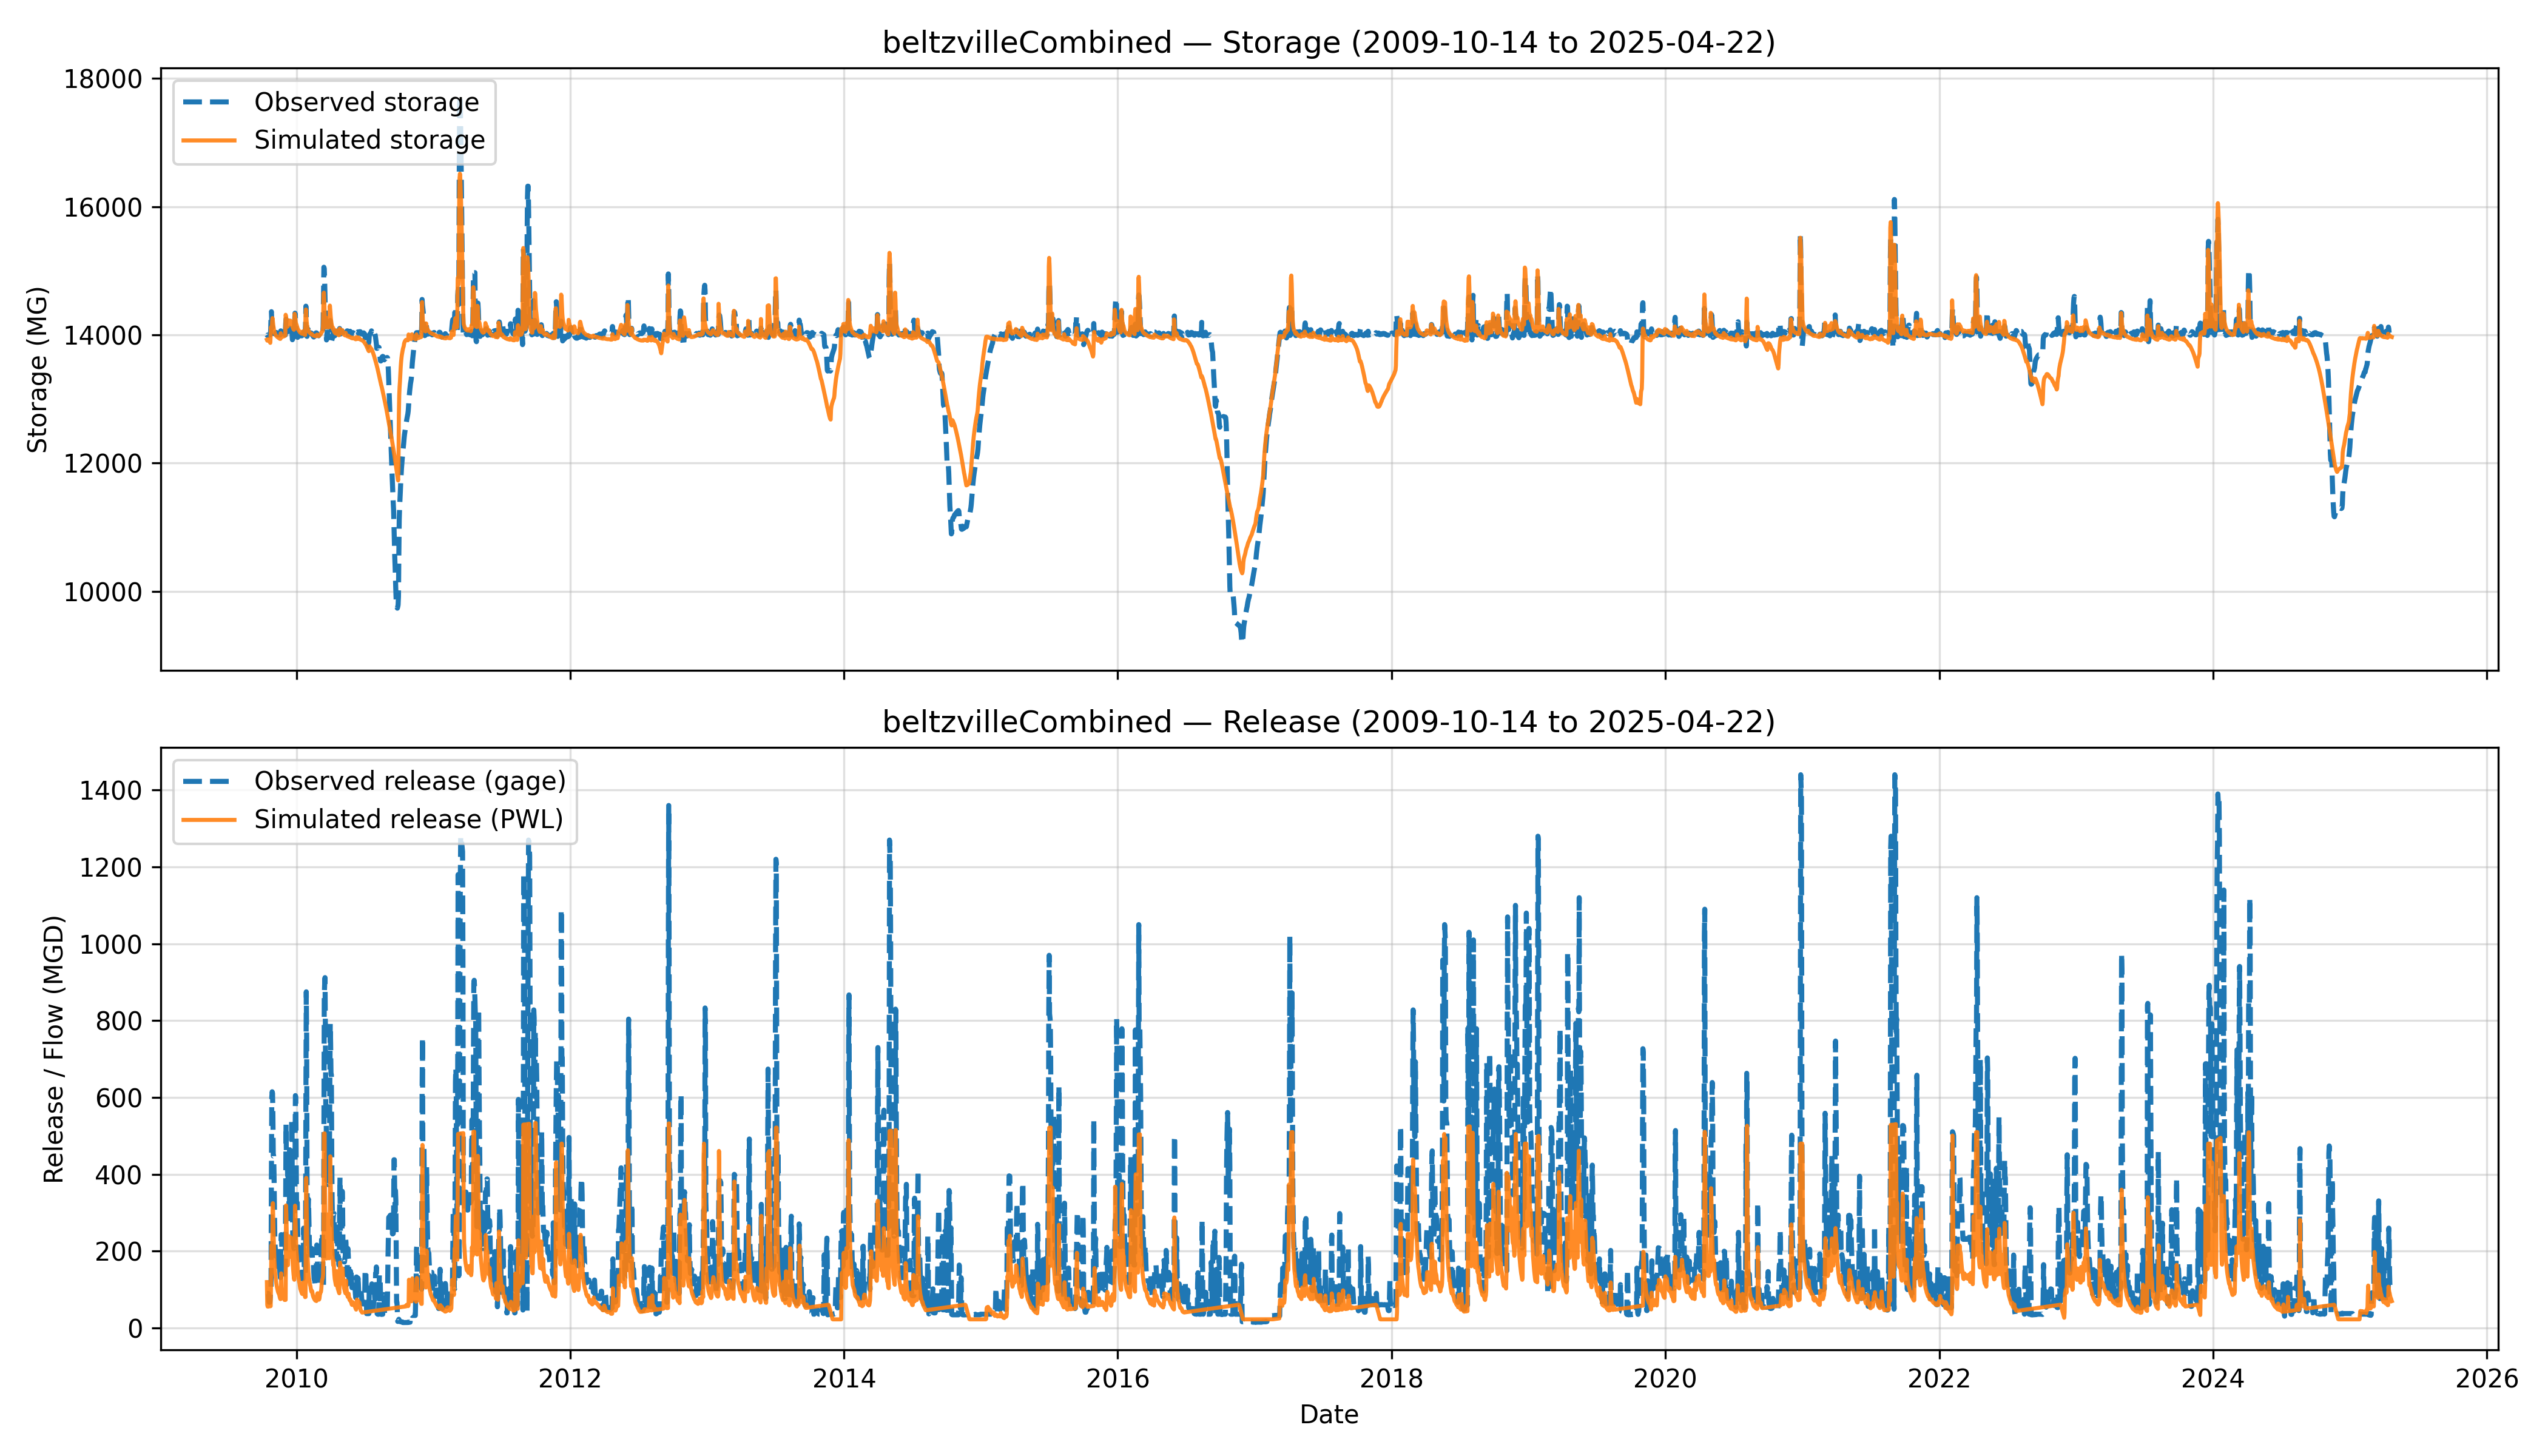 beltzvilleCombined — Storage (2009-10-14 to 2025-04-22)
Observed storage
Simulated storage
Storage (MG)
18000
16000
14000
12000
10000
beltzvilleCombined — Release (2009-10-14 to 2025-04-22)
Observed release (gage)
Simulated release (PWL)
Release / Flow (MGD)
1400
1200
1000
800
600
400
200
0
2010 2012 2014 2016 2018 2020 2022 2024 2026
Date